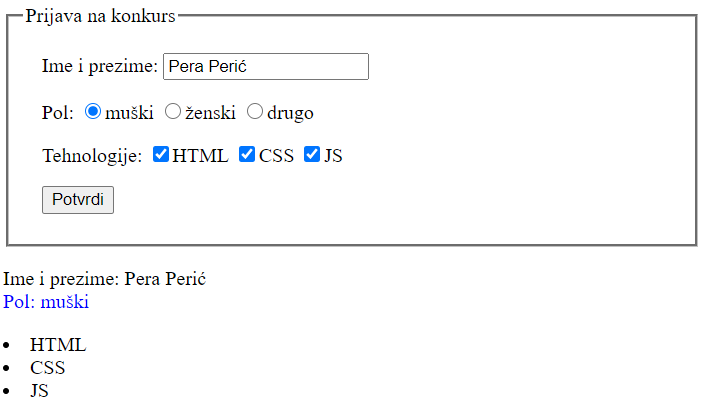 Prijava na konkurs
Ime i prezime: Pera Perić
Pol: muški ženski drugo
Tehnologije: HTML CSS JS
Potvrdi
Ime i prezime: Pera Perić
Pol: muški
HTML
CSS
JS